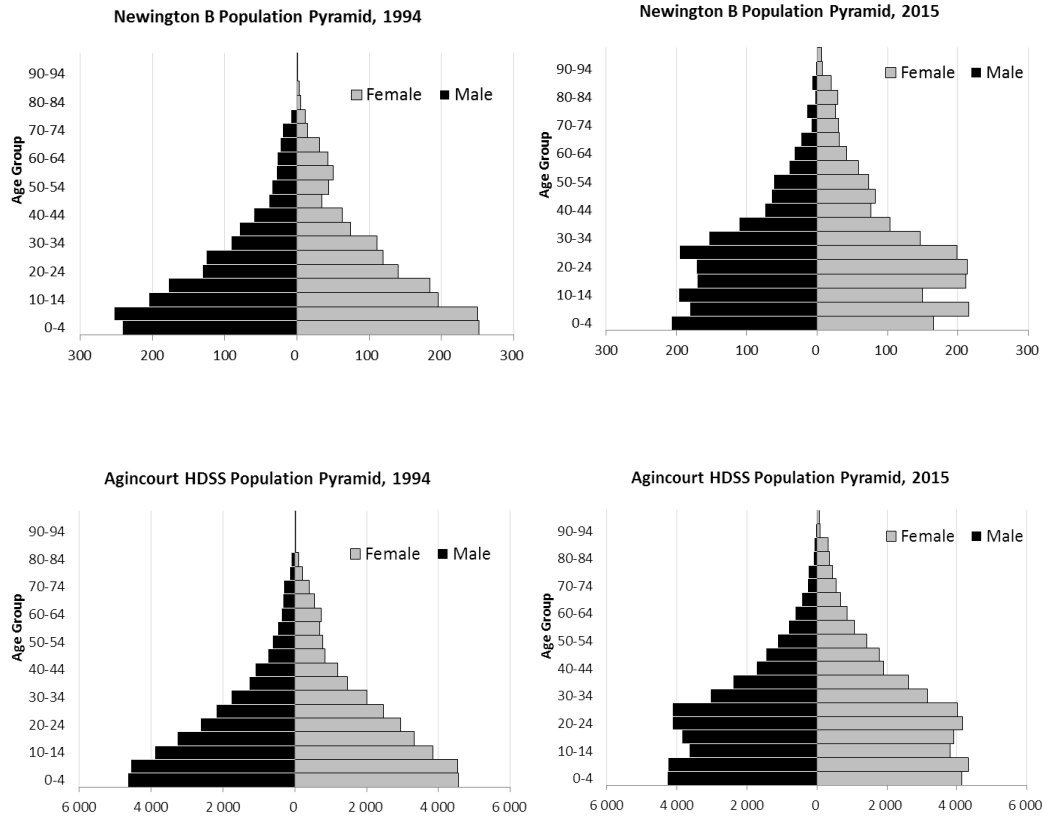 Newington B Population Pyramid, 1994
Female Male
Age Group
90-94
80-84
70-74
60-64
50-54
40-44
30-34
20-24
10-14
0-4
300 200 100 0 100 200 300
Newington B Population Pyramid, 2015
Female Male
Age Group
90-94
80-84
70-74
60-64
50-54
40-44
30-34
20-24
10-14
0-4
300 200 100 0 100 200 300
Agincourt HDSS Population Pyramid, 1994
Female Male
Age Group
90-94
80-84
70-74
60-64
50-54
40-44
30-34
20-24
10-14
0-4
6 000 4 000 2 000 0 2 000 4 000 6 000
Agincourt HDSS Population Pyramid, 2015
Female Male
Age Group
90-94
80-84
70-74
60-64
50-54
40-44
30-34
20-24
10-14
0-4
6 000 4 000 2 000 0 2 000 4 000 6 000